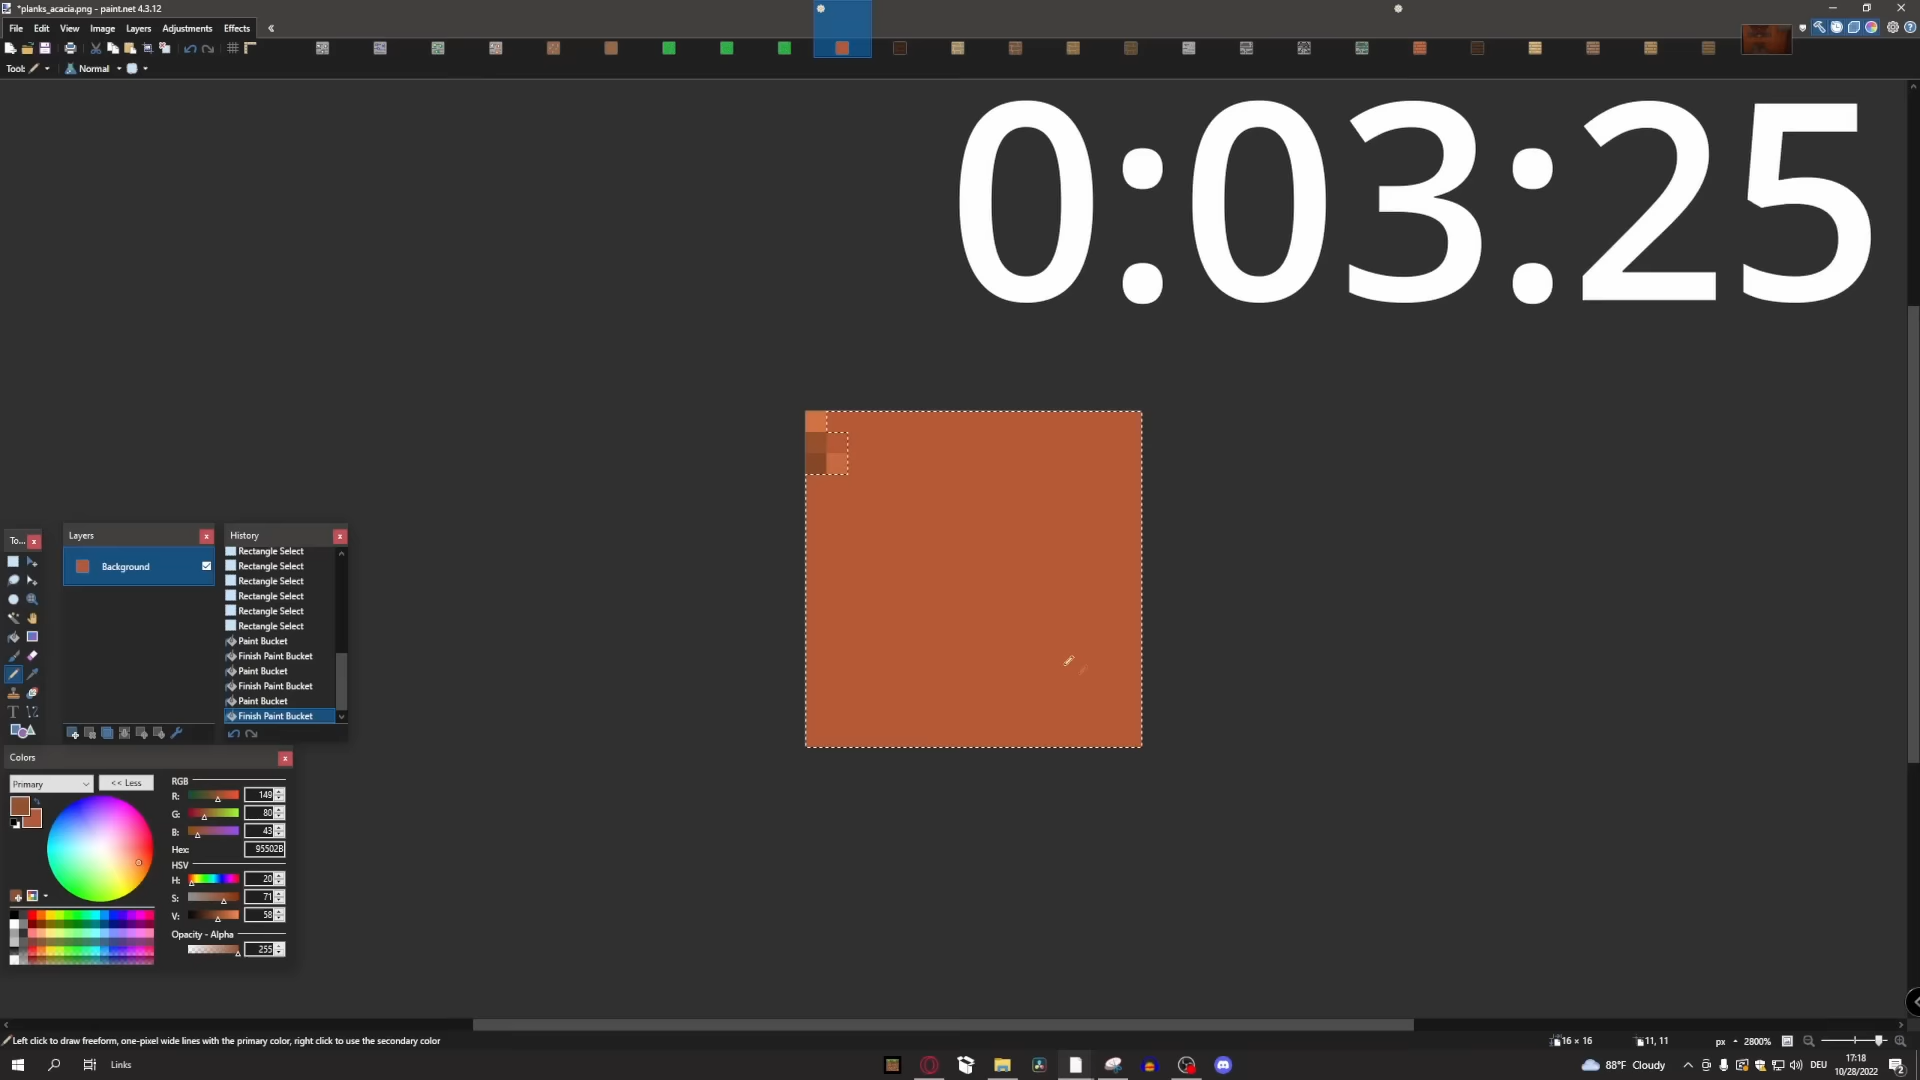 *planks_acacia.png - paint.net 4.3.12
File Edit View Image Layers Adjustments Effects
Tool: Normal
0:03:25
To... Layers History
Background
Rectangle Select
Rectangle Select
Rectangle Select
Rectangle Select
Rectangle Select
Rectangle Select
Paint Bucket
Finish Paint Bucket
Paint Bucket
Finish Paint Bucket
Paint Bucket
Finish Paint Bucket
Colors
Primary << Less RGB
R: 149
G: 80
B: 43
Hex: 95502B
HSV
H: 20
S: 71
V: 58
Opacity - Alpha
255
Left click to draw freeform, one-pixel wide lines with the primary color, right click to use the secondary color
16 × 16 11, 11 px 2800%
Links 88°F Cloudy DEU 17:18
10/28/2022 2